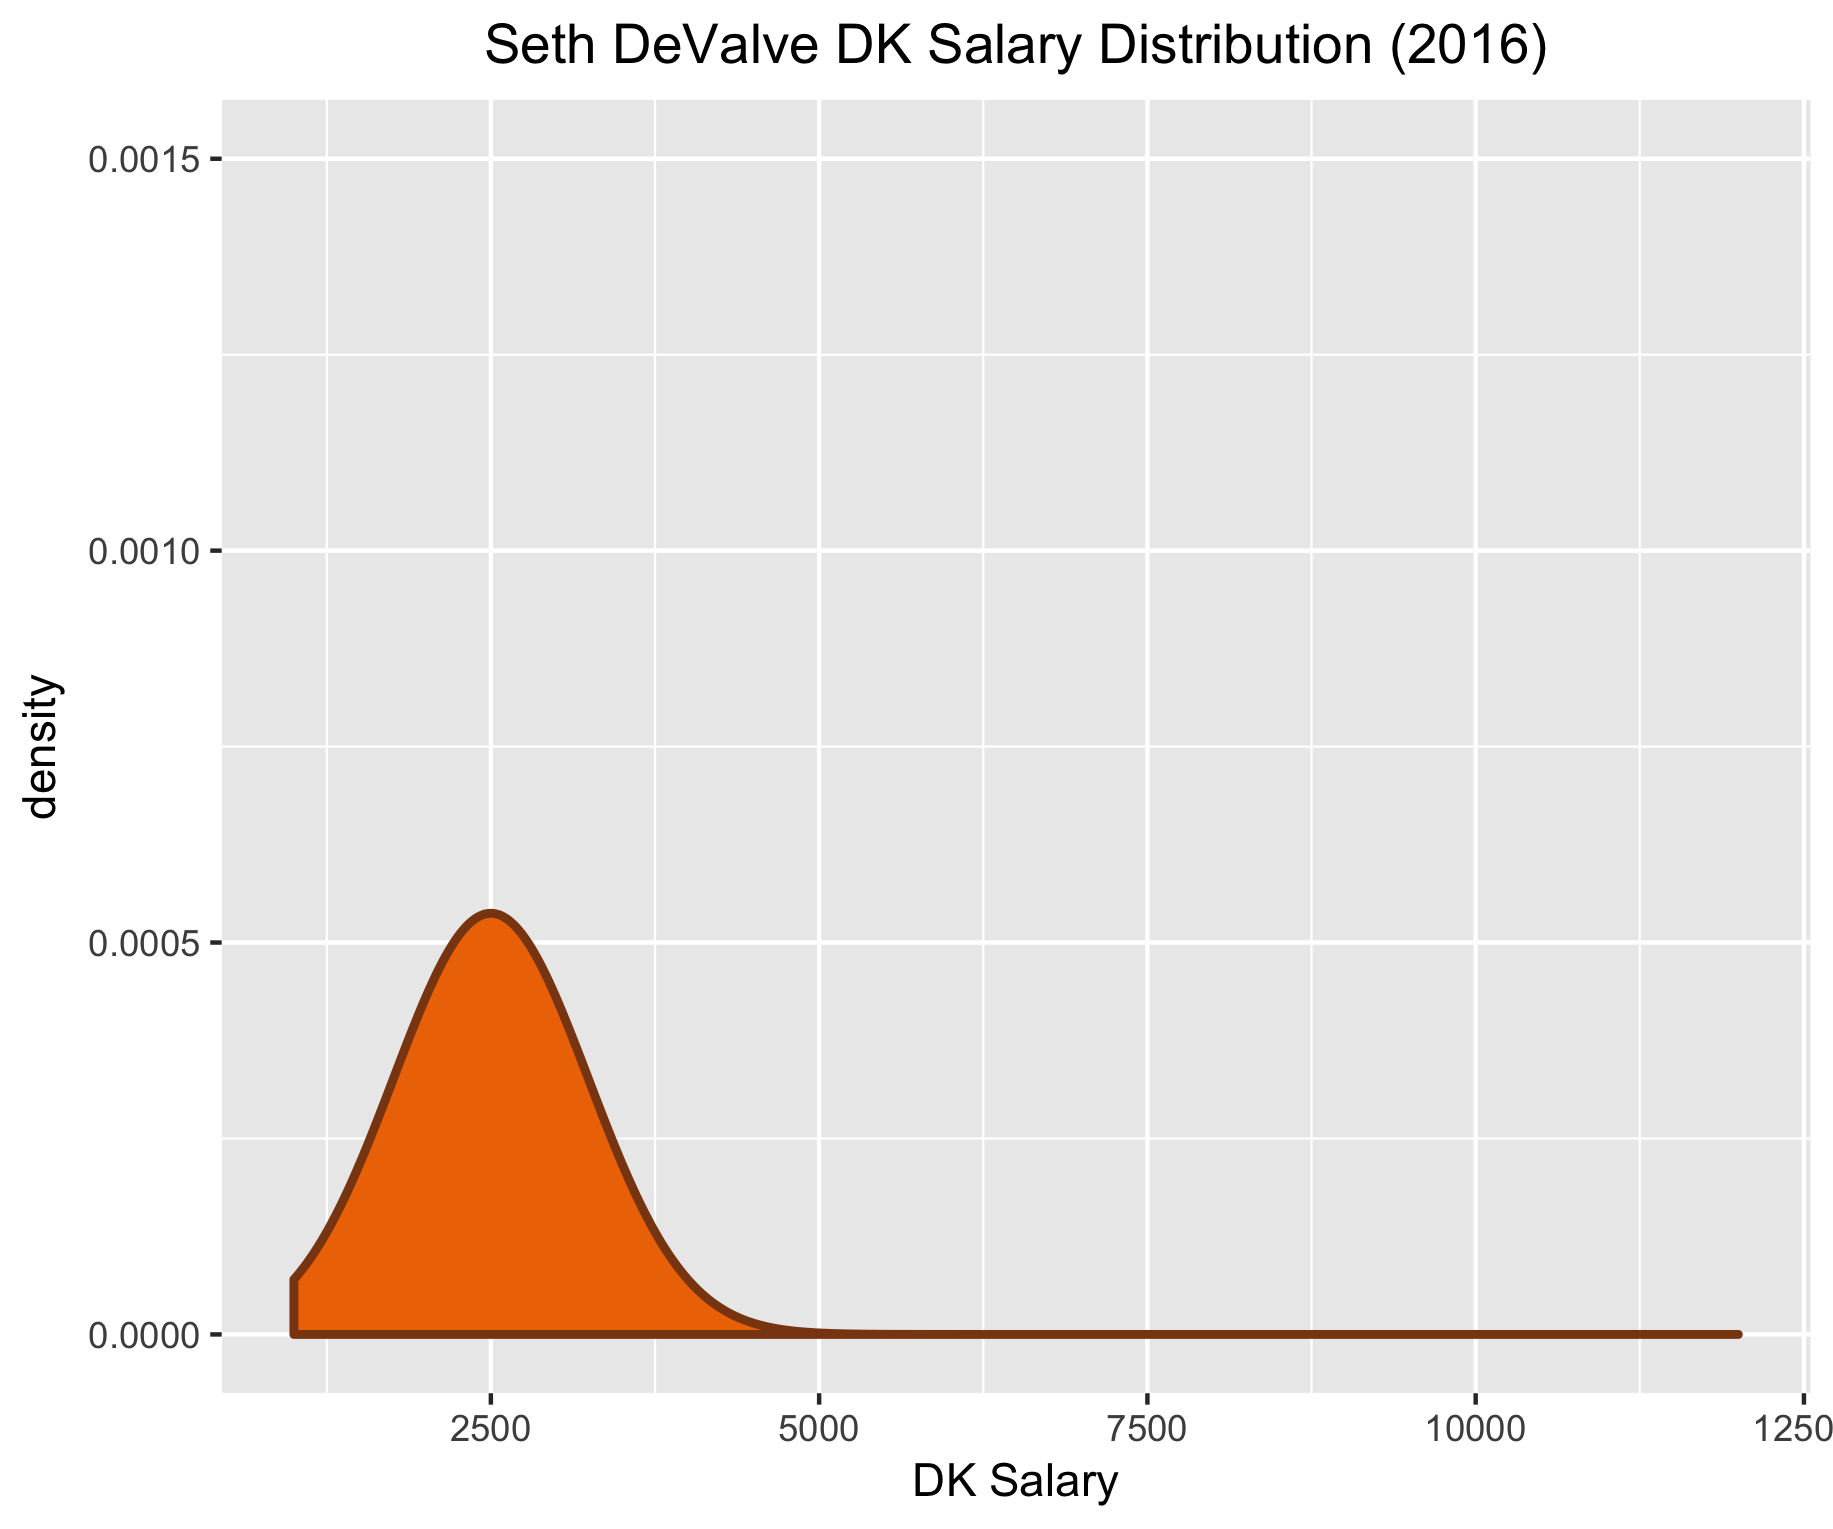 Seth DeValve DK Salary Distribution (2016)
0.0015
0.0010
0.0005
0.0000
density
2500 5000 7500 10000 1250
DK Salary